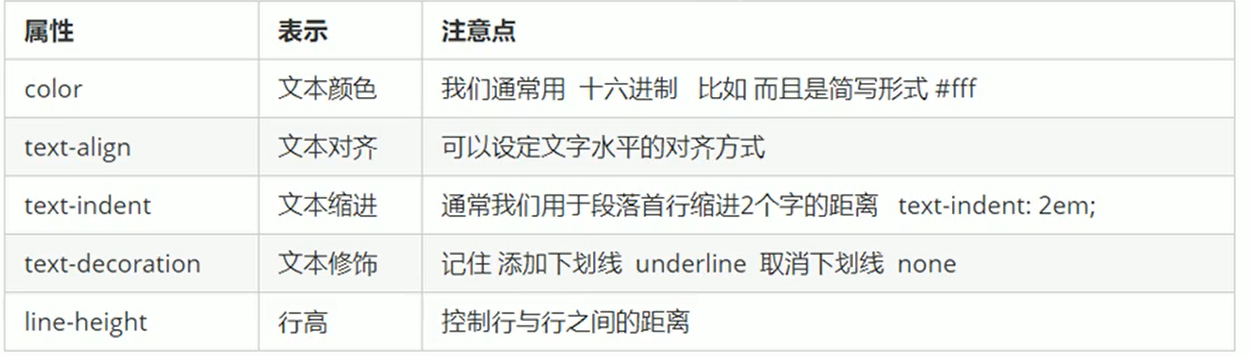 属性 表示 注意点
color 文本颜色 我们通常用 十六进制 比如 而且是简写形式 #fff
text-align 文本对齐 可以设定文字水平的对齐方式
text-indent 文本缩进 通常我们用于段落首行缩进2个字的距离 text-indent: 2em;
text-decoration 文本修饰 记住 添加下划线 underline 取消下划线 none
line-height 行高 控制行与行之间的距离